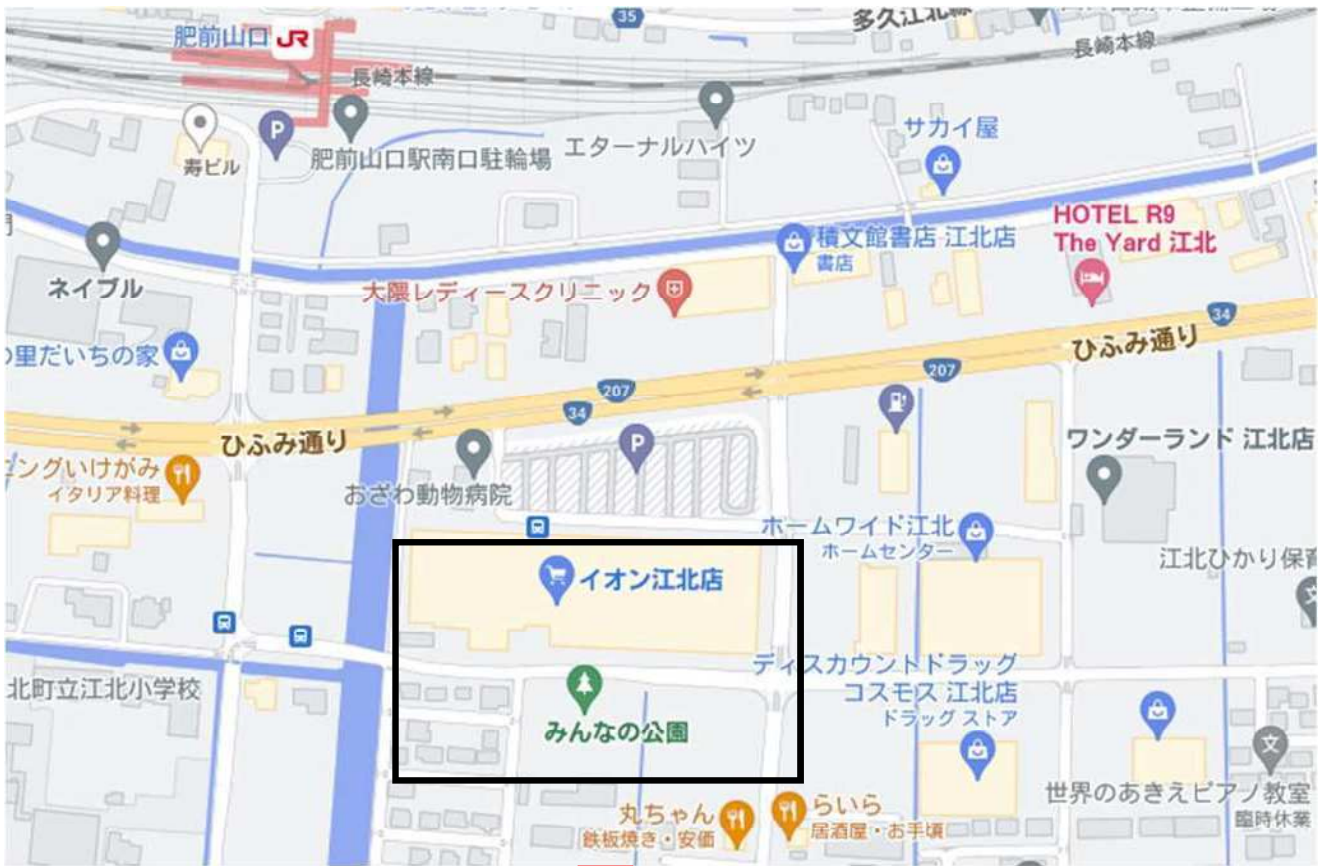 35
多久江北線
肥前山口 JR
長崎本線
長崎本線
P
寿ビル
肥前山口駅南口駐輪場
エターナルハイツ
サカイ屋
HOTEL R9
The Yard 江北
積文館書店 江北店
書店
ネイブル
大隈レディースクリニック
34
の里だいちの家
ひふみ通り
207
207
34
ひふみ通り
P
ワンダーランド 江北店
ニングいけがみ
イタリア料理
おざわ動物病院
ホームワイド江北
ホームセンター
江北ひかり保育
イオン江北店
文
ディスカウントドラッグ
コスモス 江北店
ドラッグ ストア
北町立江北小学校
みんなの公園
文
世界のあきえピアノ教室
臨時休業
丸ちゃん
鉄板焼き・安価
らいら
居酒屋・お手頃